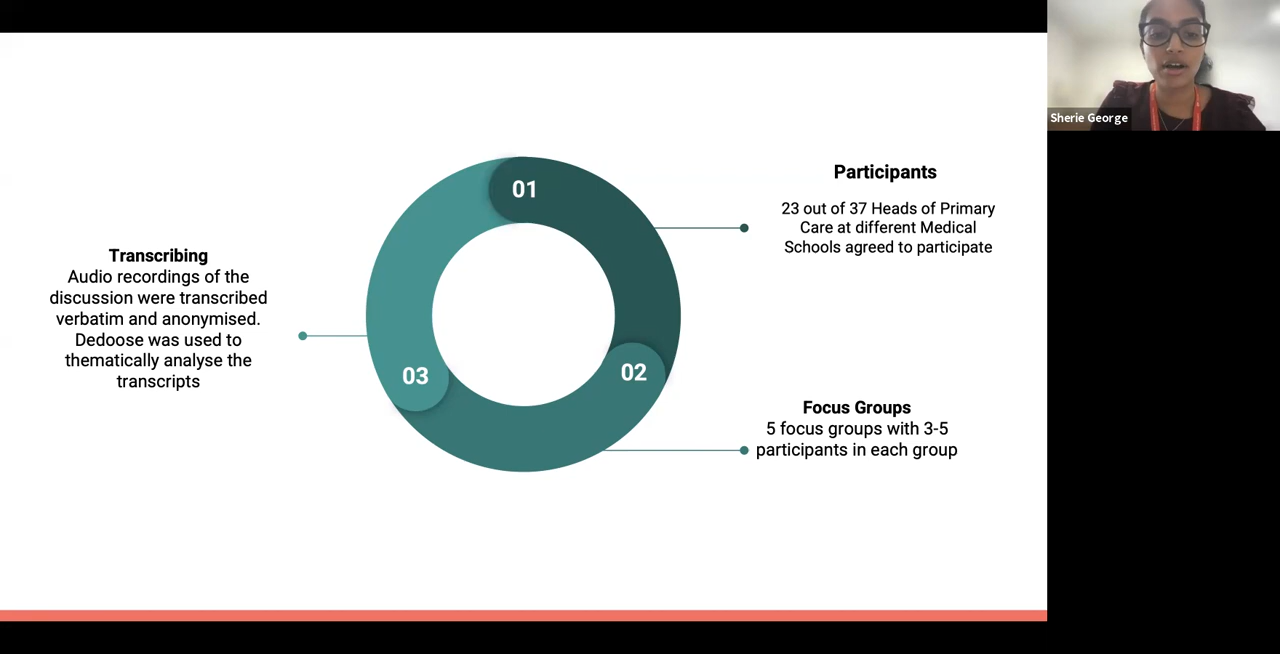 01
Participants
23 out of 37 Heads of Primary
Care at different Medical
Schools agreed to participate
02
Focus Groups
5 focus groups with 3-5
participants in each group
03
Transcribing
Audio recordings of the
discussion were transcribed
verbatim and anonymised.
Dedoose was used to
thematically analyse the
transcripts
Sherie George